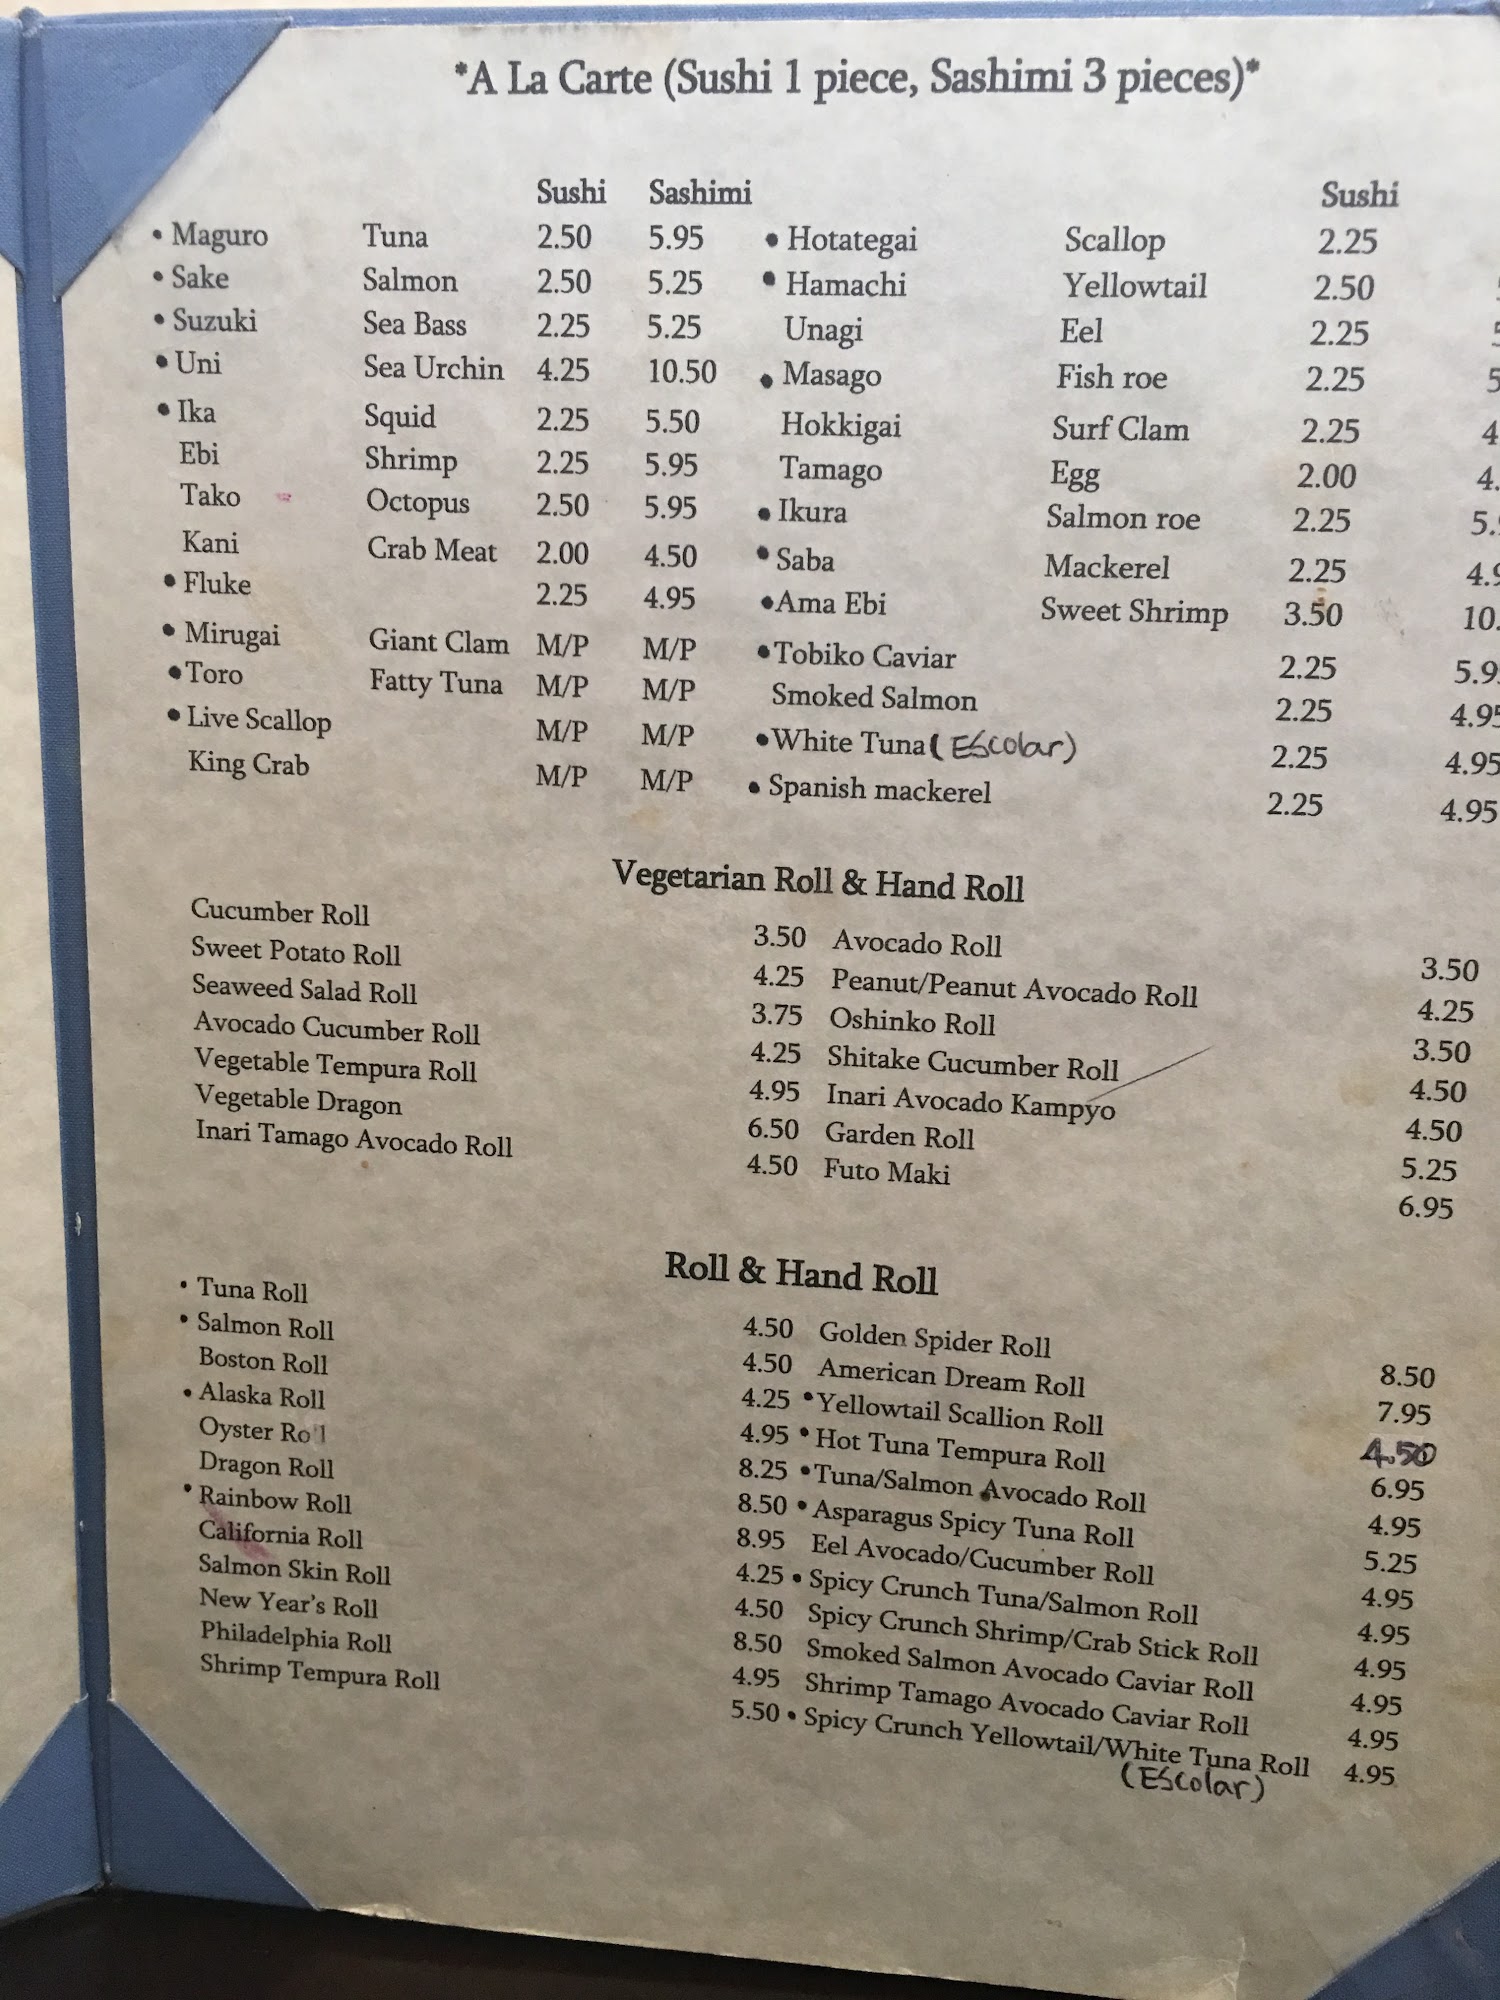 *A La Carte (Sushi 1 piece, Sashimi 3 pieces)*
Sushi Sashimi Sushi
• Maguro Tuna 2.50 5.95 • Hotategai Scallop 2.25
• Sake Salmon 2.50 5.25 • Hamachi Yellowtail 2.50
• Suzuki Sea Bass 2.25 5.25 Unagi Eel 2.25
• Uni Sea Urchin 4.25 10.50 • Masago Fish roe 2.25
• Ika Squid 2.25 5.50 Hokkigai Surf Clam 2.25
Ebi Shrimp 2.25 5.95 Tamago Egg 2.00
Tako Octopus 2.50 5.95 • Ikura Salmon roe 2.25
Kani Crab Meat 2.00 4.50 • Saba Mackerel 2.25
• Fluke 2.25 4.95 • Ama Ebi Sweet Shrimp 3.50
• Mirugai Giant Clam M/P M/P • Tobiko Caviar 2.25
• Toro Fatty Tuna M/P M/P Smoked Salmon 2.25 4.95
• Live Scallop M/P M/P • White Tuna (Escolar) 2.25 4.95
King Crab M/P M/P • Spanish mackerel 2.25 4.95
Vegetarian Roll & Hand Roll
Cucumber Roll 3.50 Avocado Roll 3.50
Sweet Potato Roll 4.25 Peanut/Peanut Avocado Roll 4.25
Seaweed Salad Roll 3.75 Oshinko Roll 3.50
Avocado Cucumber Roll 4.25 Shitake Cucumber Roll 4.50
Vegetable Tempura Roll 4.95 Inari Avocado Kampyo 4.50
Vegetable Dragon 6.50 Garden Roll 5.25
Inari Tamago Avocado Roll 4.50 Futo Maki 6.95
Roll & Hand Roll
• Tuna Roll 4.50 Golden Spider Roll 8.50
• Salmon Roll 4.50 American Dream Roll 7.95
Boston Roll 4.25 • Yellowtail Scallion Roll 4.50
• Alaska Roll 4.95 • Hot Tuna Tempura Roll 6.95
Oyster Roll 8.25 • Tuna/Salmon Avocado Roll 4.95
Dragon Roll 8.50 • Asparagus Spicy Tuna Roll 5.25
• Rainbow Roll 8.95 Eel Avocado/Cucumber Roll 4.95
California Roll 4.25 • Spicy Crunch Tuna/Salmon Roll 4.95
Salmon Skin Roll 4.50 Spicy Crunch Shrimp/Crab Stick Roll 4.95
New Year's Roll 8.50 Smoked Salmon Avocado Caviar Roll 4.95
Philadelphia Roll 4.95 Shrimp Tamago Avocado Caviar Roll 4.95
Shrimp Tempura Roll 5.50 • Spicy Crunch Yellowtail/White Tuna Roll 4.95
(Escolar)